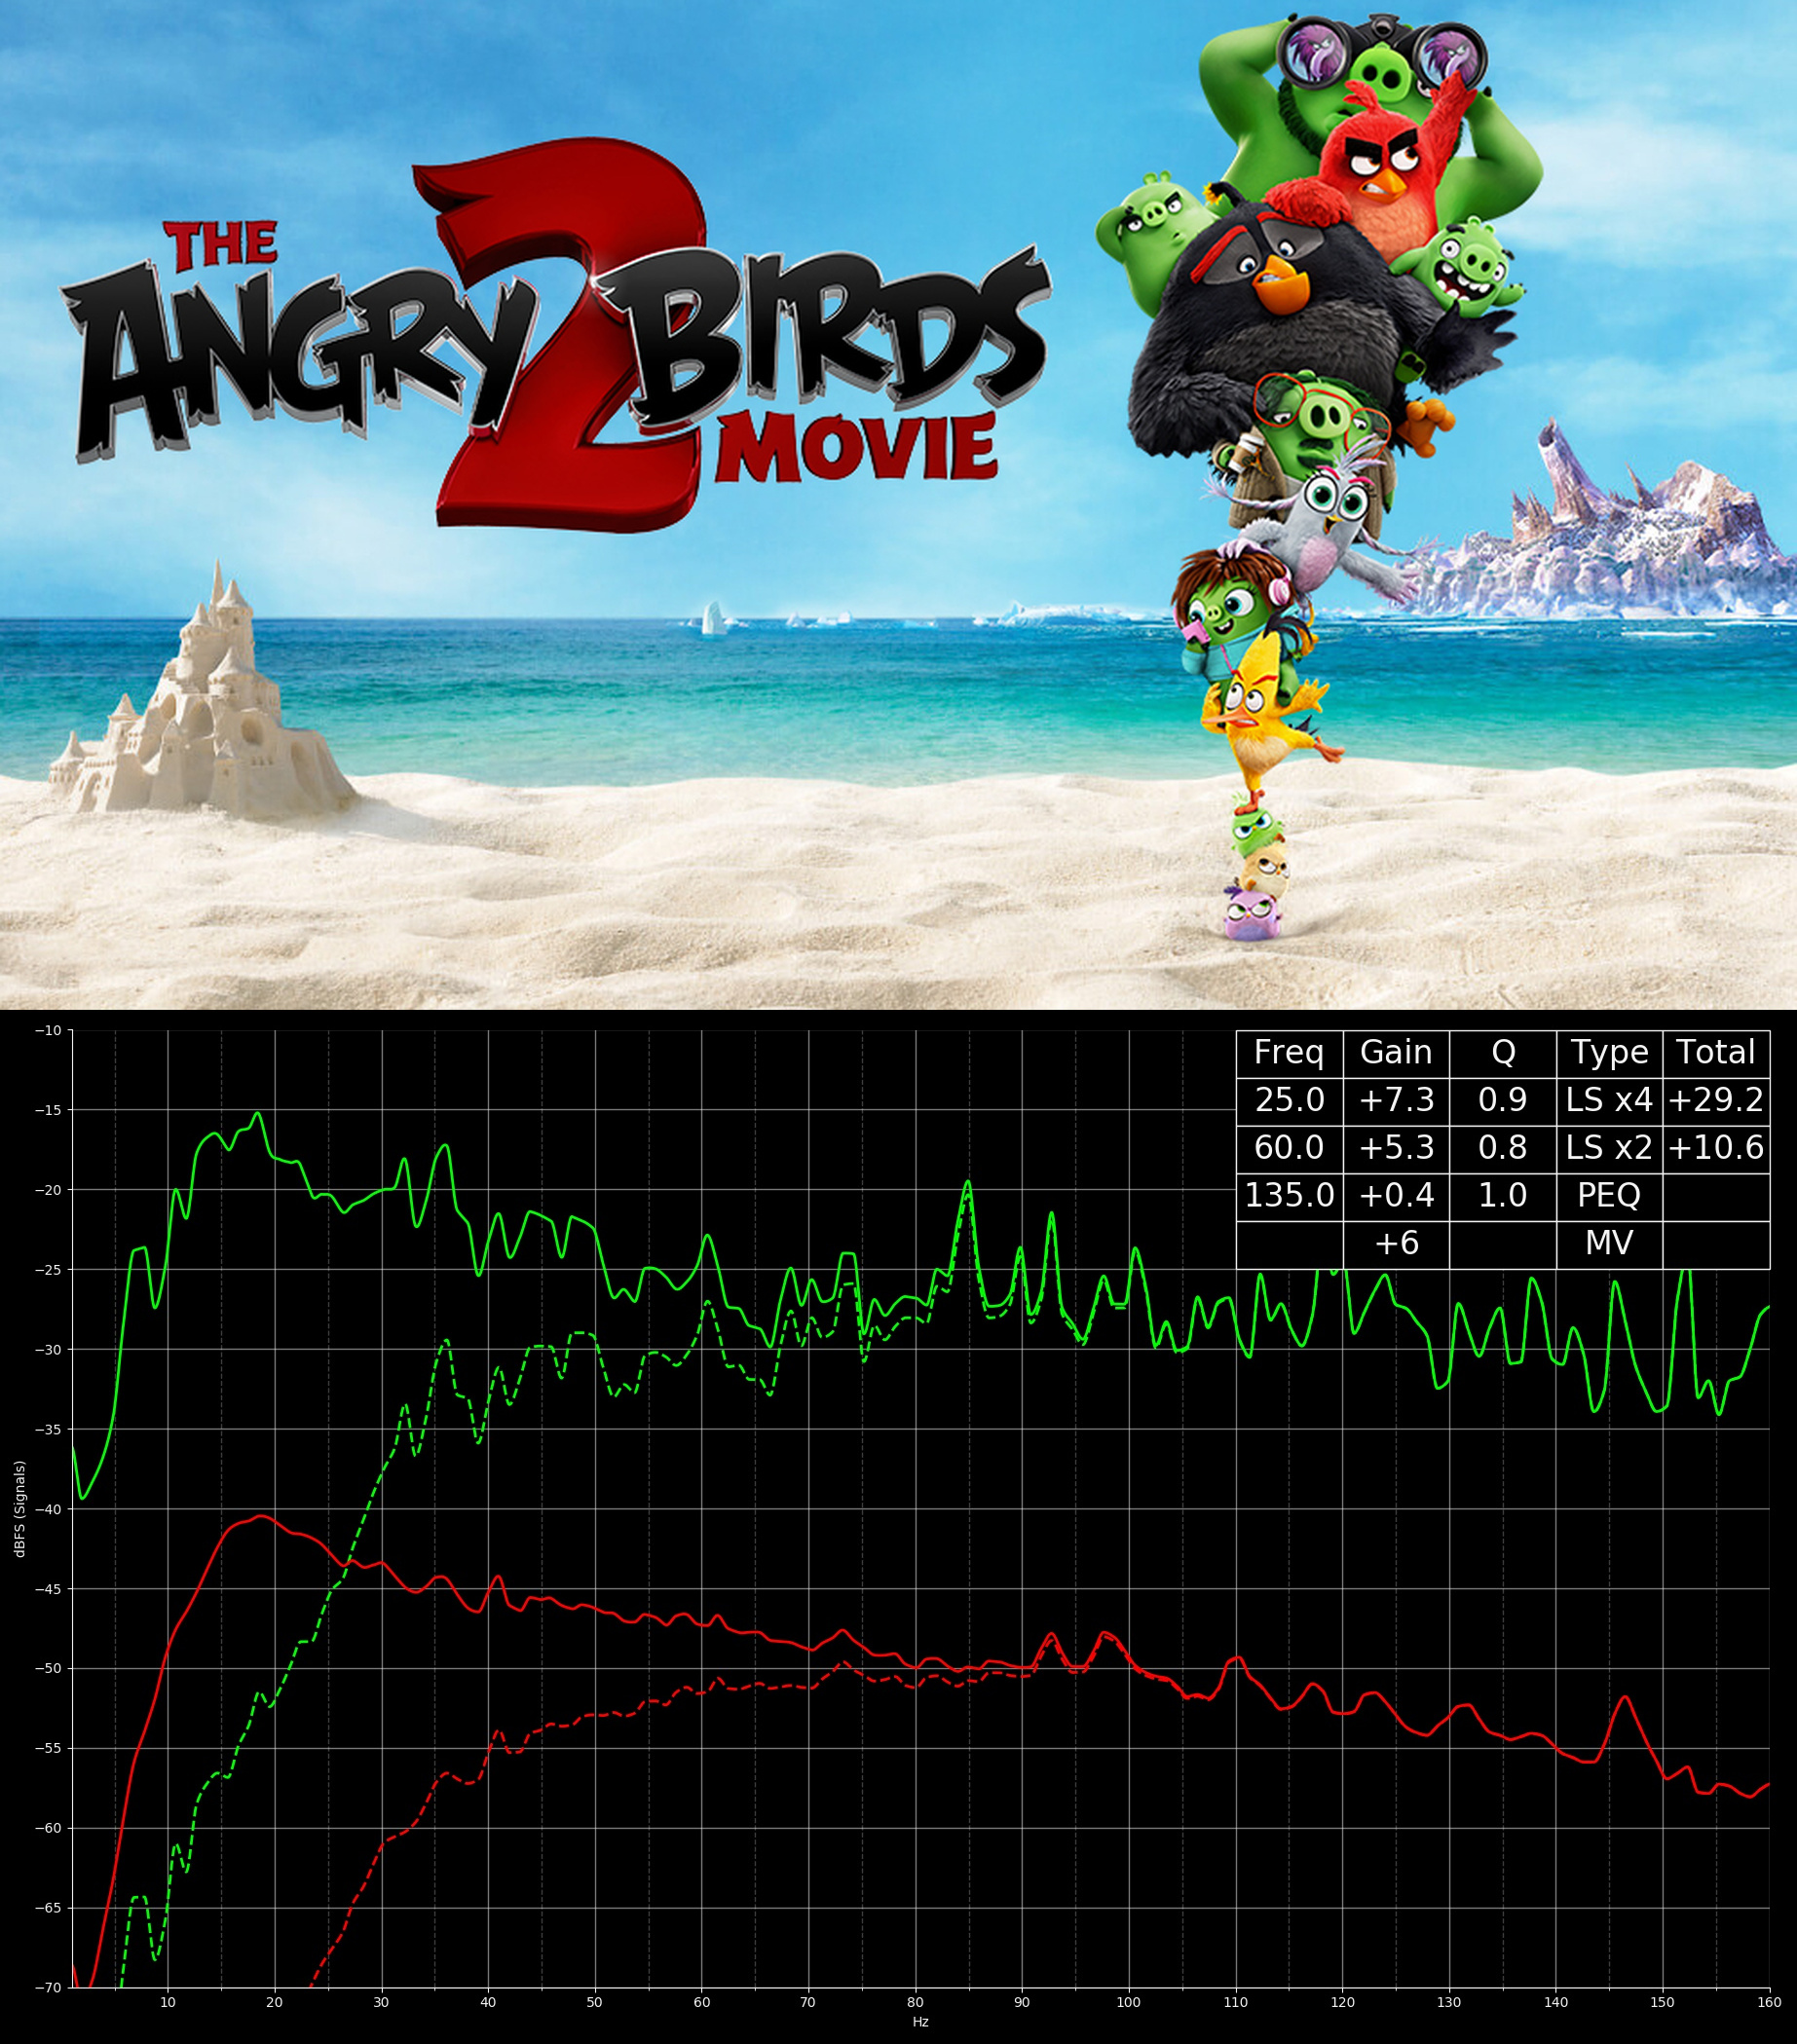 THE
ANGRY 2 BIRDS
MOVIE
Freq Gain Q Type Total
25.0 +7.3 0.9 LS x4 +29.2
60.0 +5.3 0.8 LS x2 +10.6
135.0 +0.4 1.0 PEQ
+6 MV
−10
−15
−20
−25
−30
−35
−40
−45
−50
−55
−60
−65
−70
dBFS (Signals)
10 20 30 40 50 60 70 80 90 100 110 120 130 140 150 160
Hz